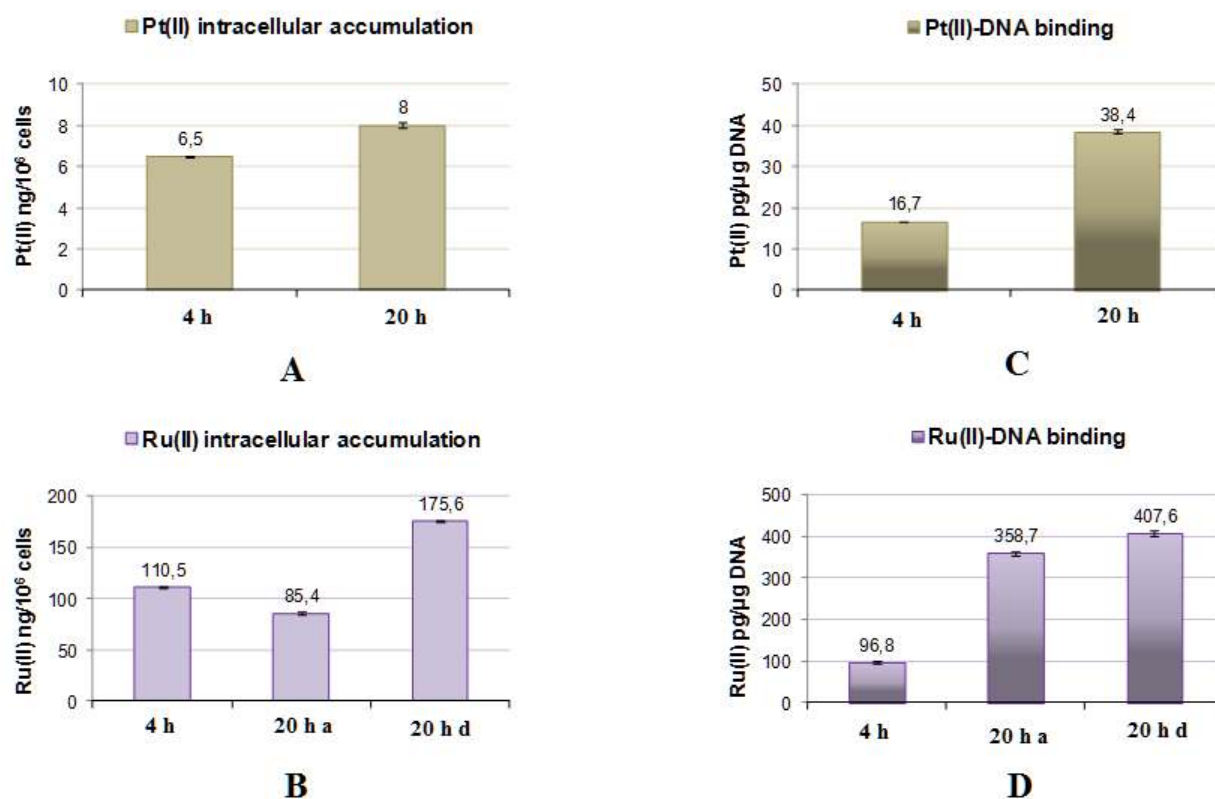 Pt(II) intracellular accumulation
Pt(II) ng/10⁶ cells
10
8
6
4
2
0
6,5
8
4 h
20 h
A
Pt(II)-DNA binding
Pt(II) pg/µg DNA
50
40
30
20
10
0
16,7
38,4
4 h
20 h
C
Ru(II) intracellular accumulation
Ru(II) ng/10⁶ cells
200
150
100
50
0
110,5
85,4
175,6
4 h
20 h a
20 h d
B
Ru(II)-DNA binding
Ru(II) pg/µg DNA
500
400
300
200
100
0
96,8
358,7
407,6
4 h
20 h a
20 h d
D